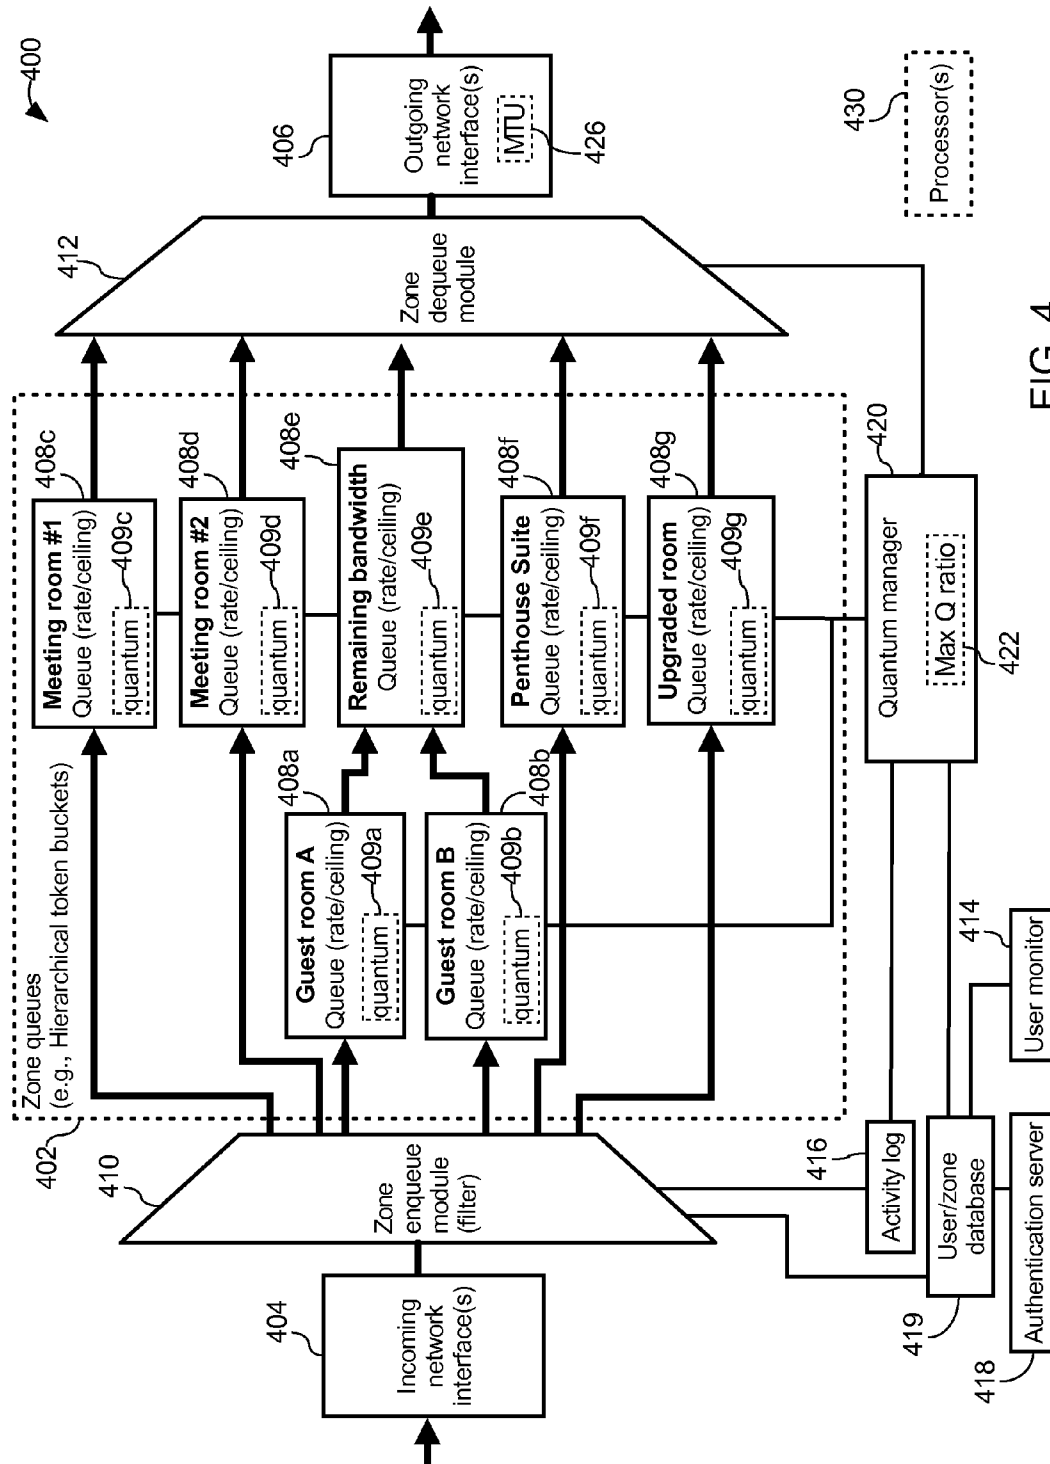 400
Zone queues
(e.g., Hierarchical token buckets)
402
404
Incoming
network
interface(s)
410
Zone
enqueue
module
(filter)
408a
Guest room A
Queue (rate/ceiling)
409a
quantum
408b
Guest room B
Queue (rate/ceiling)
409b
quantum
408c
Meeting room #1
Queue (rate/ceiling)
409c
quantum
408d
Meeting room #2
Queue (rate/ceiling)
409d
quantum
408e
Remaining bandwidth
Queue (rate/ceiling)
409e
quantum
408f
Penthouse Suite
Queue (rate/ceiling)
409f
quantum
408g
Upgraded room
Queue (rate/ceiling)
409g
quantum
412
Zone
dequeue
module
406
Outgoing
network
interface(s)
MTU
426
416
Activity log
User/zone
database
419
Authentication server
418
414
User monitor
420
Quantum manager
Max Q ratio
422
430
Processor(s)
FIG. 4